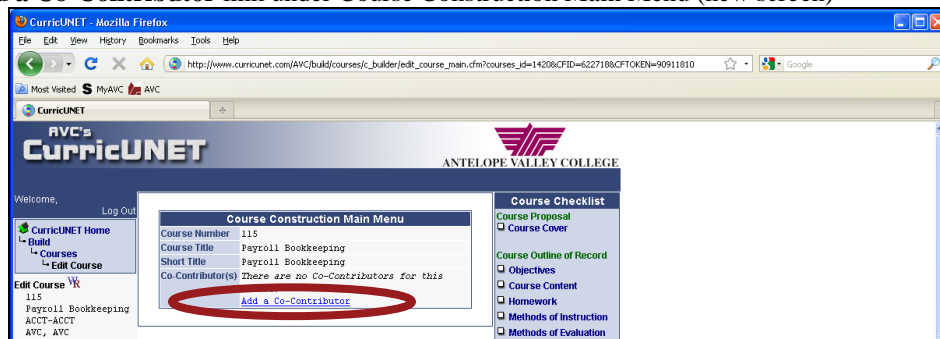 a Co-Contributor link under Course Construction Main Menu (new screen)
CurricUNET - Mozilla Firefox
File Edit View History Bookmarks Tools Help
http://www.curricunet.com/AVC/build/courses/c_builder/edit_course_main.cfm?courses_id=1420&CFID=622718&CFTOKEN=90911810
Google
Most Visited MyAVC AVC
CurricUNET
AVC's
CurricUNET
ANTELOPE VALLEY COLLEGE
Welcome,
Log Out
CurricUNET Home
Build
Courses
Edit Course
Edit Course WR
115
Payroll Bookkeeping
ACCT-ACCT
AVC, AVC
Course Construction Main Menu
Course Number 115
Course Title Payroll Bookkeeping
Short Title Payroll Bookkeeping
Co-Contributor(s) There are no Co-Contributors for this
Add a Co-Contributor
Course Checklist
Course Proposal
Course Cover
Course Outline of Record
Objectives
Course Content
Homework
Methods of Instruction
Methods of Evaluation